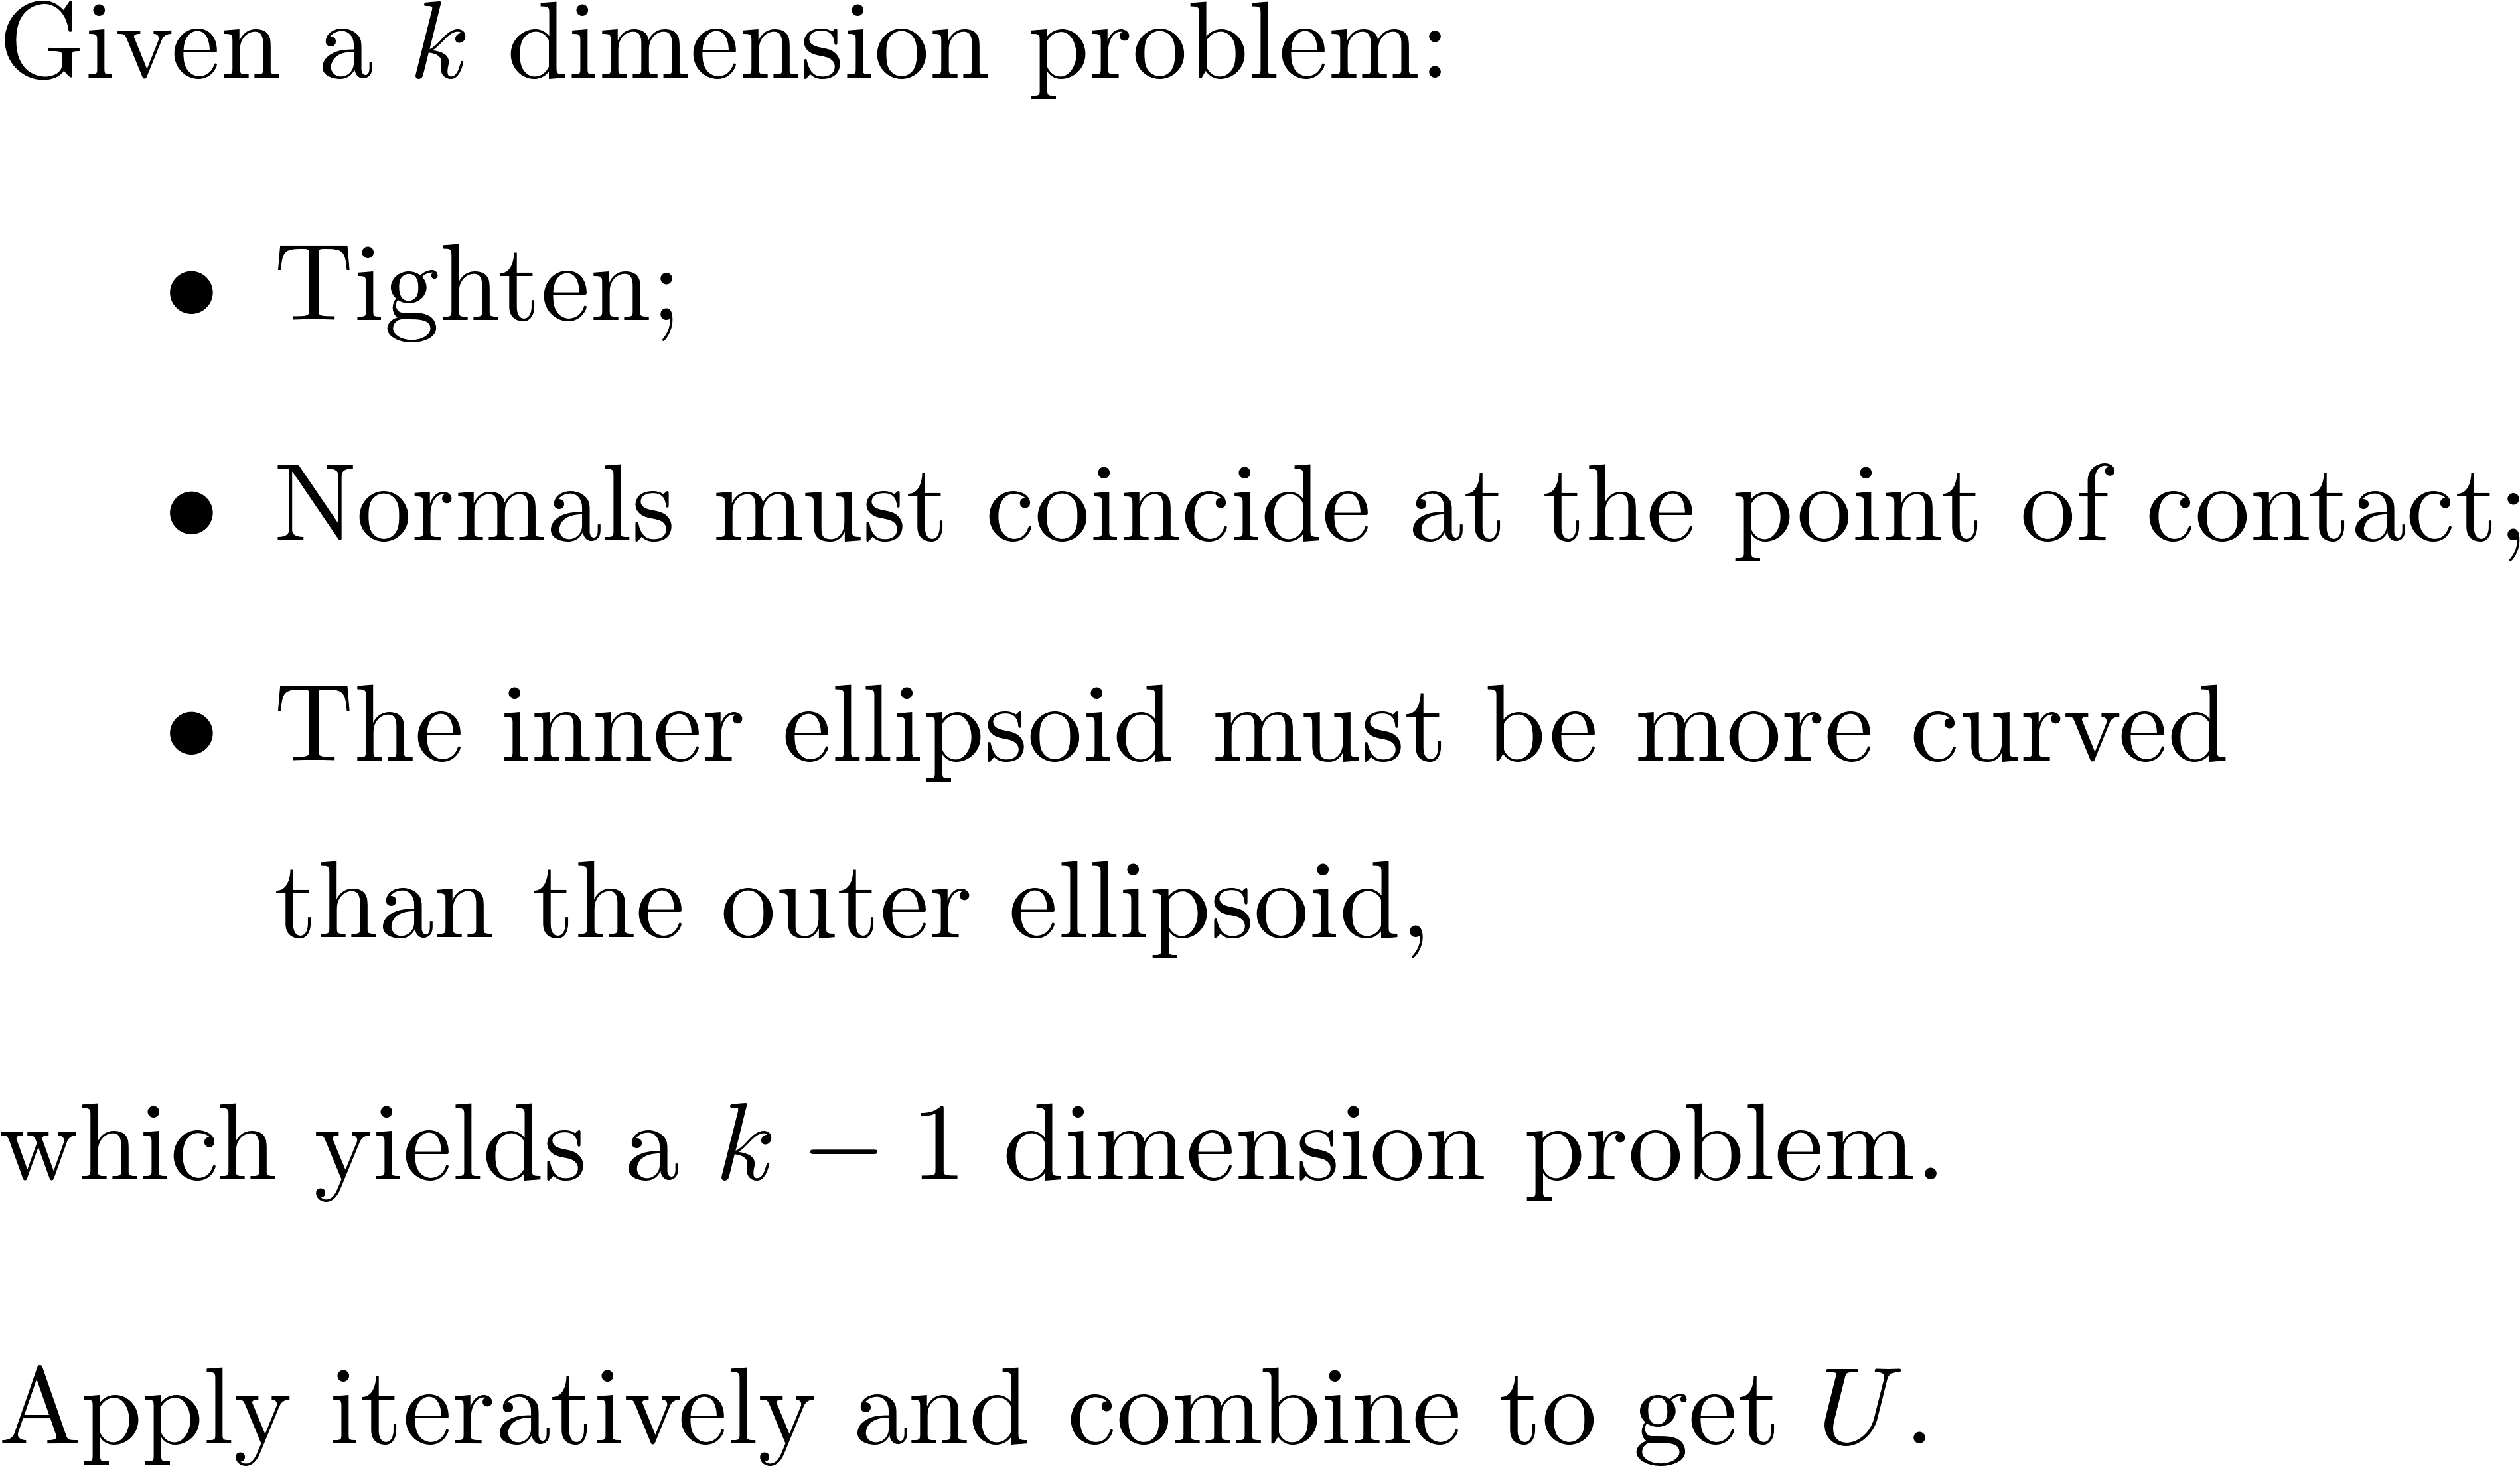 Given a k dimension problem:
• Tighten;
• Normals must coincide at the point of contact;
• The inner ellipsoid must be more curved
than the outer ellipsoid,
which yields a k − 1 dimension problem.
Apply iteratively and combine to get U.